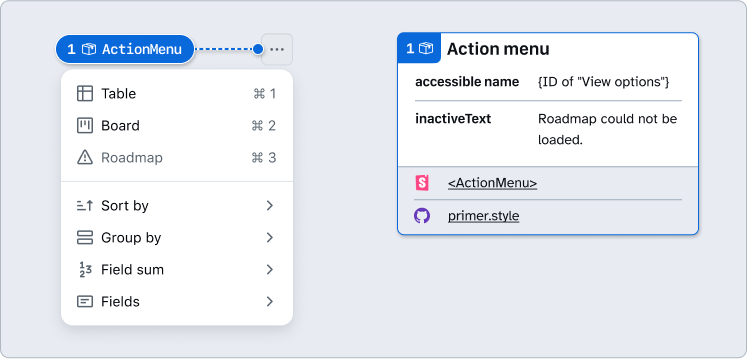 1 ActionMenu
Table ⌘ 1
Board ⌘ 2
Roadmap ⌘ 3
Sort by
Group by
Field sum
Fields
1 Action menu
accessible name {ID of "View options"}
inactiveText Roadmap could not be
loaded.
<ActionMenu>
primer.style